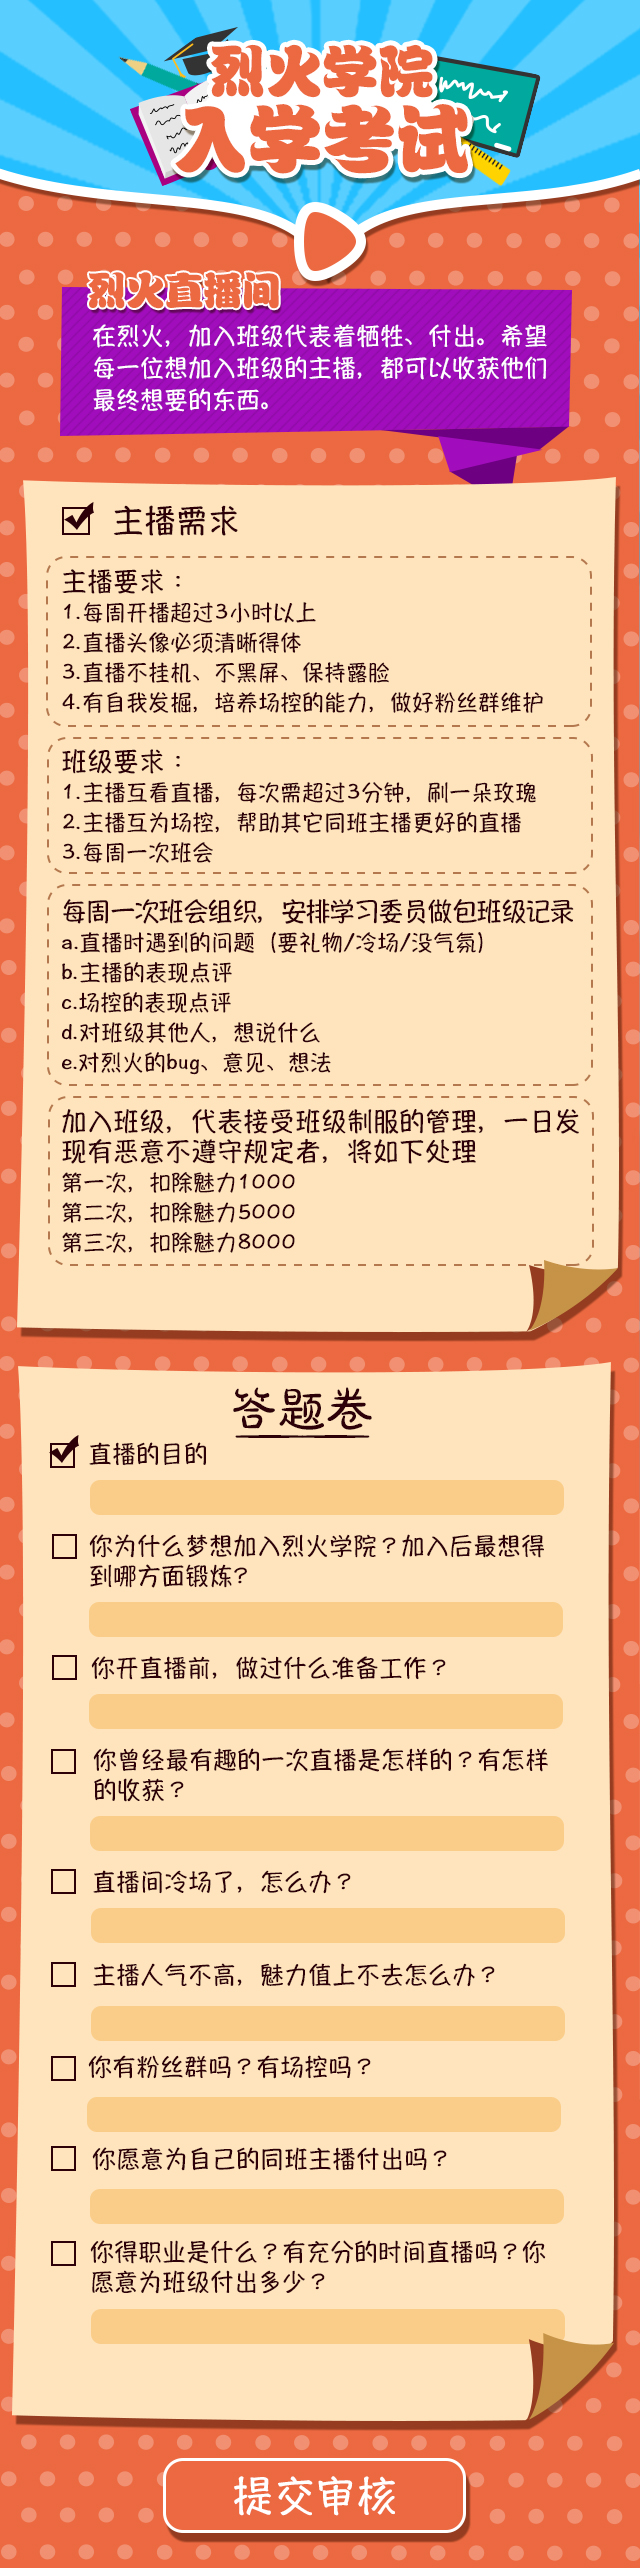 烈火学院
入学考试
烈火直播间
在烈火，加入班级代表着牺牲、付出。希望
每一位想加入班级的主播，都可以收获他们
最终想要的东西。
主播需求
主播要求：
1.每周开播超过3小时以上
2.直播头像必须清晰得体
3.直播不挂机、不黑屏、保持露脸
4.有自我发掘，培养场控的能力，做好粉丝群维护
班级要求：
1.主播互看直播，每次需超过3分钟，刷一朵玫瑰
2.主播互为场控，帮助其它同班主播更好的直播
3.每周一次班会
每周一次班会组织，安排学习委员做包班级记录
a.直播时遇到的问题（要礼物/冷场/没气氛）
b.主播的表现点评
c.场控的表现点评
d.对班级其他人，想说什么
e.对烈火的bug、意见、想法
加入班级，代表接受班级制服的管理，一日发
现有恶意不遵守规定者，将如下处理
第一次，扣除魅力1000
第二次，扣除魅力5000
第三次，扣除魅力8000
答题卷
直播的目的
你为什么梦想加入烈火学院？加入后最想得
到哪方面锻炼?
你开直播前，做过什么准备工作？
你曾经最有趣的一次直播是怎样的？有怎样
的收获？
直播间冷场了，怎么办？
主播人气不高，魅力值上不去怎么办？
你有粉丝群吗？有场控吗？
你愿意为自己的同班主播付出吗？
你得职业是什么？有充分的时间直播吗？你
愿意为班级付出多少？
提交审核